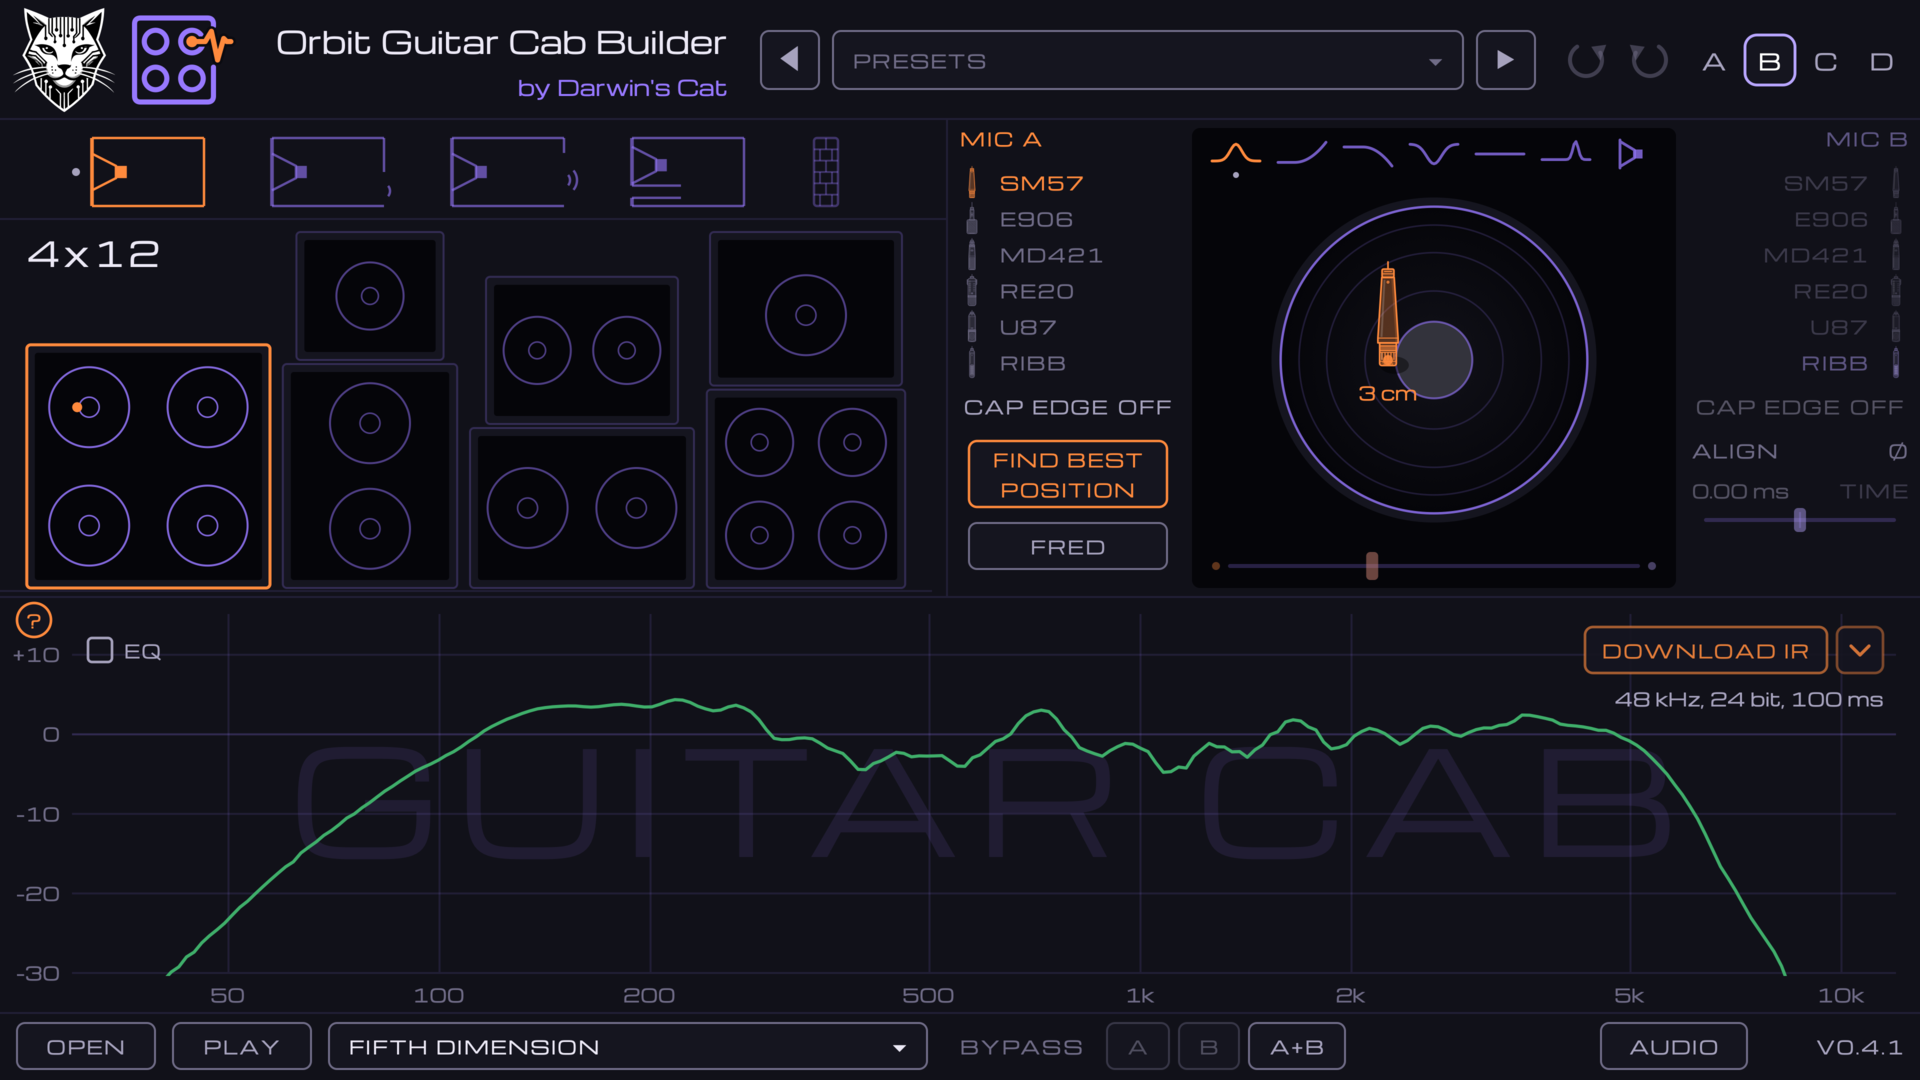 Orbit Guitar Cab Builder
by Darwin's Cat
PRESETS
A B C D
4x12
MIC A
SM57
E906
MD421
RE20
U87
RIBB
CAP EDGE OFF
FIND BEST
POSITION
FRED
3 cm
MIC B
SM57
E906
MD421
RE20
U87
RIBB
CAP EDGE OFF
ALIGN Ø
0.00 ms TIME
?
EQ
DOWNLOAD IR
48 kHz, 24 bit, 100 ms
+10
0
-10
-20
-30
GUITAR CAB
50 100 200 500 1k 2k 5k 10k
OPEN PLAY FIFTH DIMENSION BYPASS A B A+B AUDIO V0.4.1